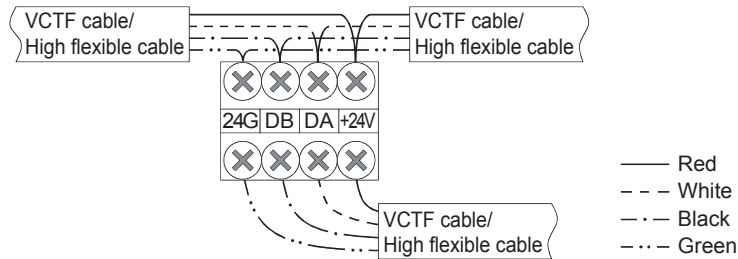 VCTF cable/
High flexible cable
VCTF cable/
High flexible cable
24G DB DA +24V
VCTF cable/
High flexible cable
Red
White
Black
Green